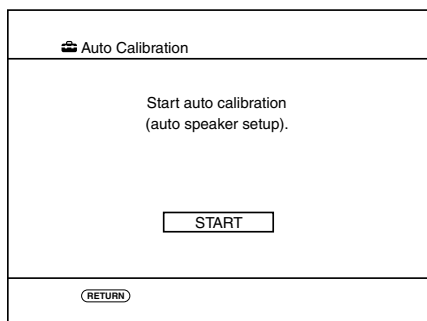 Auto Calibration
Start auto calibration
(auto speaker setup).
START
RETURN